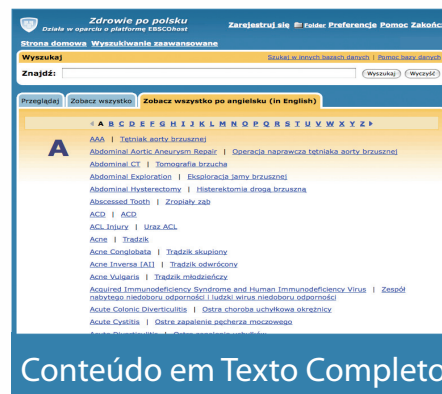 Zdrowie po polsku
Działa w oparciu o platformę EBSCOhost
Zarejestruj się Folder Preferencje Pomoc Zakońc
Strona domowa Wyszukiwanie zaawansowane
Wyszukaj Szukaj w innych bazach danych | Pomoc bazy danych
Znajdź: Wyszukaj Wyczyść
Przeglądaj Zobacz wszystko Zobacz wszystko po angielsku (in English)
A B C D E F G H I J K L M N O P Q R S T U V W X Y Z
A
AAA | Tętniak aorty brzusznej
Abdominal Aortic Aneurysm Repair | Operacja naprawcza tętniaka aorty brzusznej
Abdominal CT | Tomografia brzucha
Abdominal Exploration | Eksploracja jamy brzusznej
Abdominal Hysterectomy | Histerektomia drogą brzuszną
Abscessed Tooth | Zropiały ząb
ACD | ACD
ACL Injury | Uraz ACL
Acne | Trądzik
Acne Conglobata | Trądzik skupiony
Acne Inversa [AI] | Trądzik odwrócony
Acne Vulgaris | Trądzik młodzieńczy
Acquired Immunodeficiency Syndrome and Human Immunodeficiency Virus | Zespół
nabytego niedoboru odporności i ludzki wirus niedoboru odporności
Acute Colonic Diverticulitis | Ostra choroba uchyłkowa okrężnicy
Acute Cystitis | Ostre zapalenie pęcherza moczowego
Conteúdo em Texto Completo